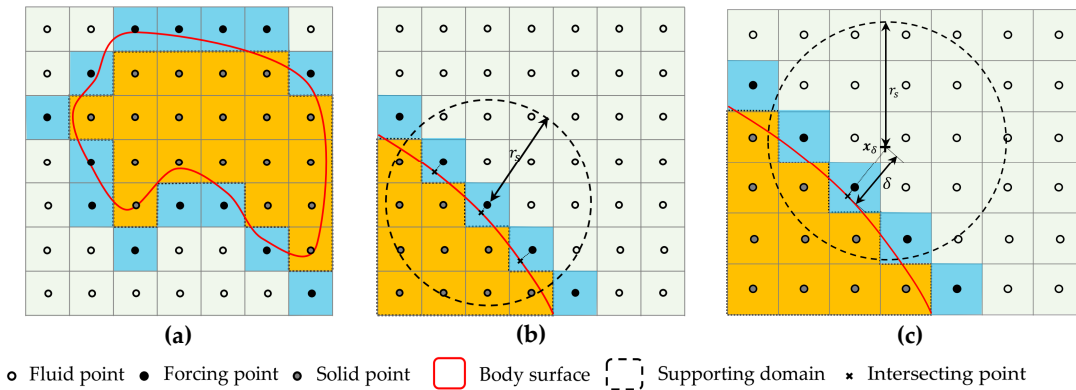 r_s
r_s
x_δ
δ
(a)
(b)
(c)
Fluid point
Forcing point
Solid point
Body surface
Supporting domain
Intersecting point